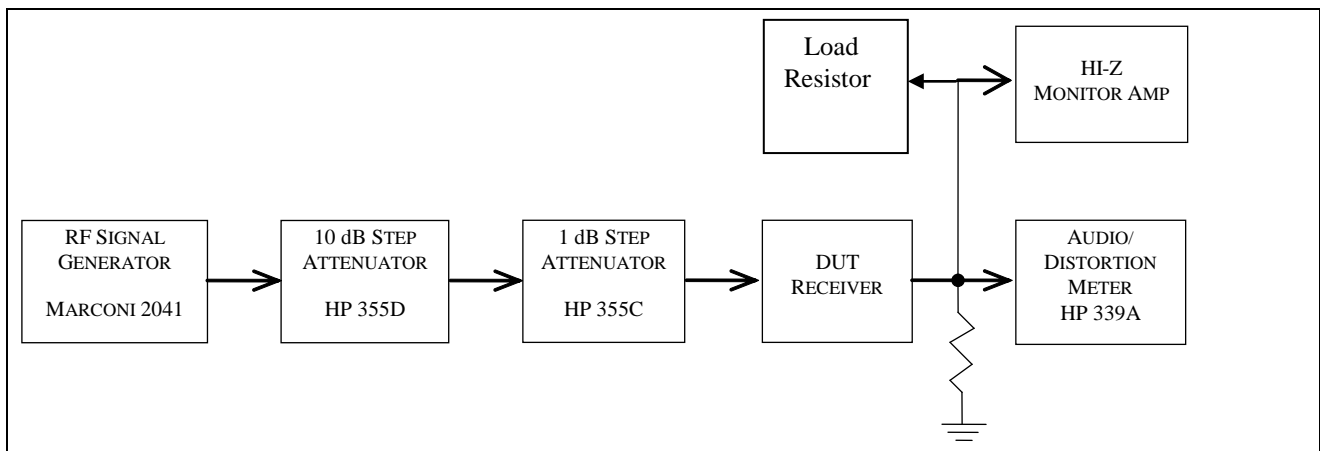 Load
Resistor
HI-Z
MONITOR AMP
RF SIGNAL
GENERATOR
MARCONI 2041
10 dB STEP
ATTENUATOR
HP 355D
1 dB STEP
ATTENUATOR
HP 355C
DUT
RECEIVER
AUDIO/
DISTORTION
METER
HP 339A